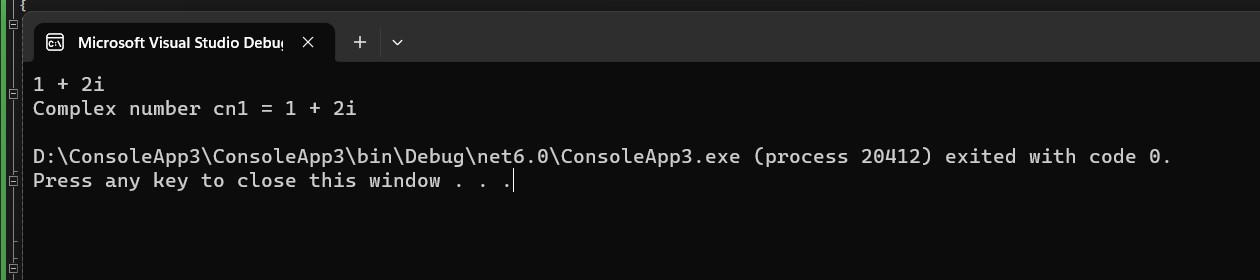 {
Microsoft Visual Studio Debu
1 + 2i
Complex number cn1 = 1 + 2i
D:\ConsoleApp3\ConsoleApp3\bin\Debug\net6.0\ConsoleApp3.exe (process 20412) exited with code 0.
Press any key to close this window . . .